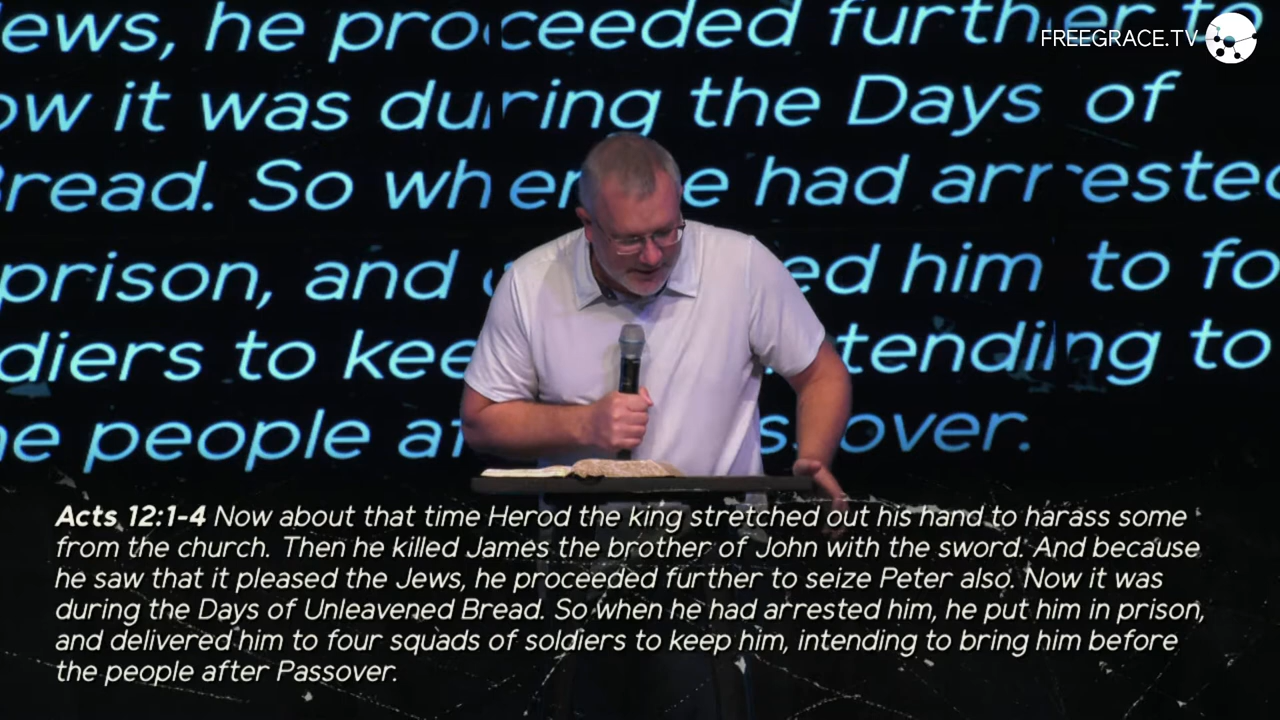 FREEGRACE.TV
ews, he proceeded further to
ow it was during the Days of
Bread. So when he had arrested
prison, and ed him to fo
diers to kee tending to
he people af over.
Acts 12:1-4 Now about that time Herod the king stretched out his hand to harass some
from the church. Then he killed James the brother of John with the sword. And because
he saw that it pleased the Jews, he proceeded further to seize Peter also. Now it was
during the Days of Unleavened Bread. So when he had arrested him, he put him in prison,
and delivered him to four squads of soldiers to keep him, intending to bring him before
the people after Passover.